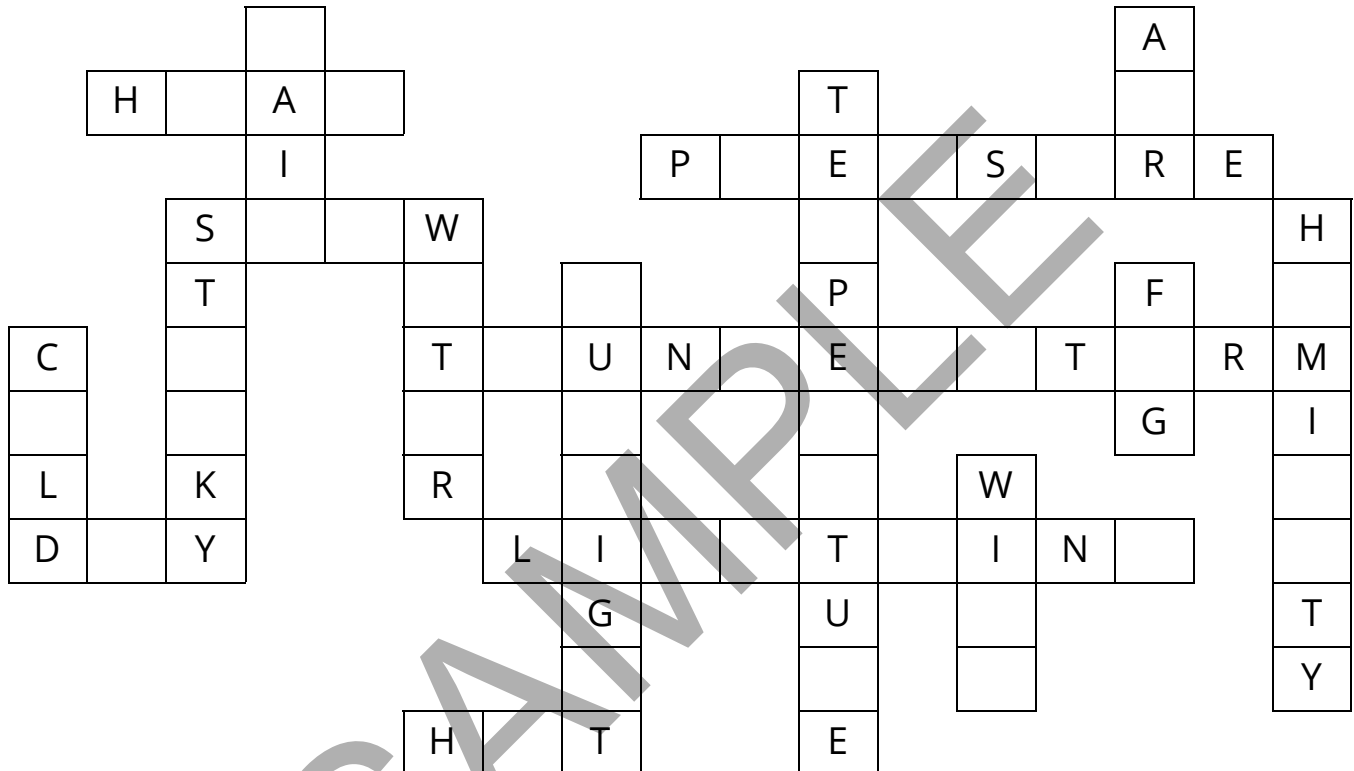 A
H A T
I P E S R E
S W H
T P F
C T U N E T R M
G I
L K R W
D Y L I T I N
G U T
Y
H T E
SAMPLE